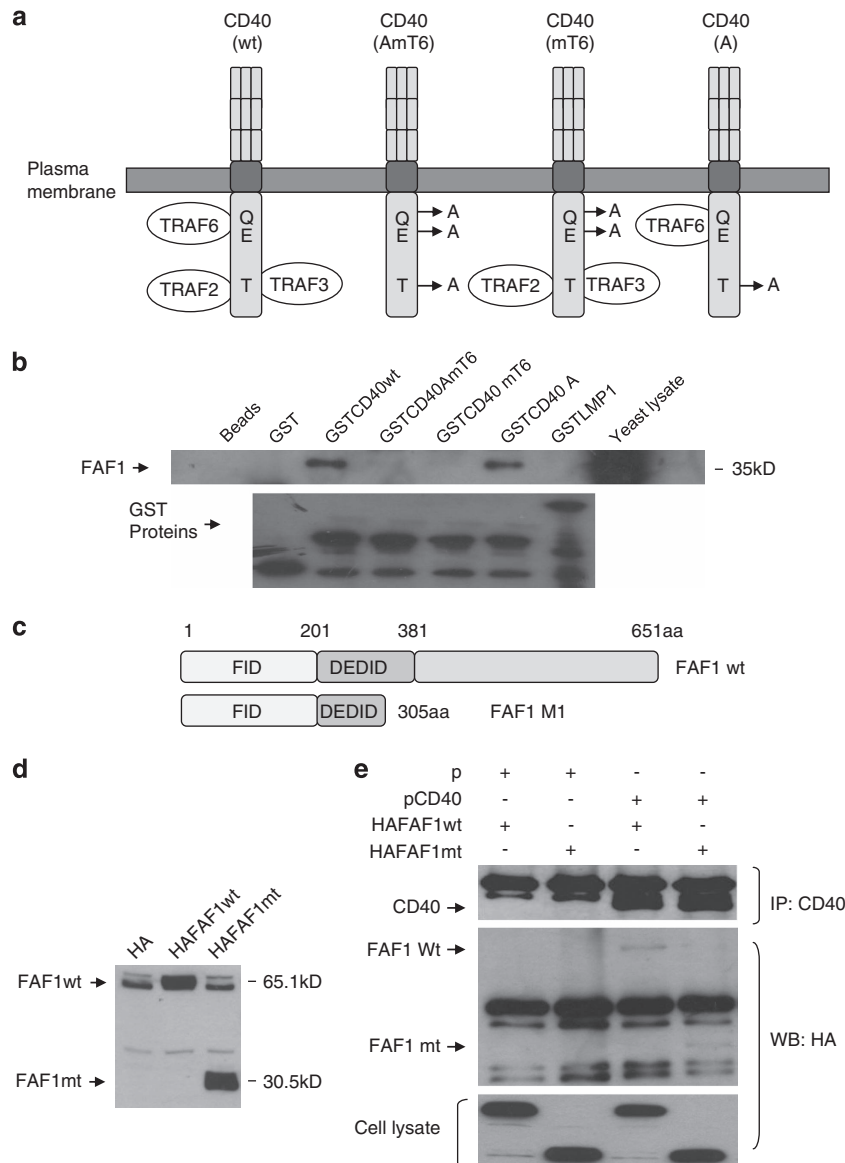 a
CD40 (wt)
CD40 (AmT6)
CD40 (mT6)
CD40 (A)
Plasma membrane
TRAF6 Q E
TRAF2 T TRAF3
Q A
E A
T A
Q A
E A
TRAF2 T TRAF3
TRAF6 Q E
T A
b
Beads GST GSTCD40wt GSTCD40AmT6 GSTCD40 mT6 GSTCD40 A GSTLMP1 Yeast lysate
FAF1 - 35kD
GST
Proteins
c
1 201 381 651aa
FID DEDID FAF1 wt
FID DEDID 305aa FAF1 M1
d
HA HAFAF1wt HAFAF1mt
FAF1wt - 65.1kD
FAF1mt - 30.5kD
e
p + + - -
pCD40 - - + +
HAFAF1wt + - + -
HAFAF1mt - + - +
CD40 IP: CD40
FAF1 Wt
FAF1 mt WB: HA
Cell lysate